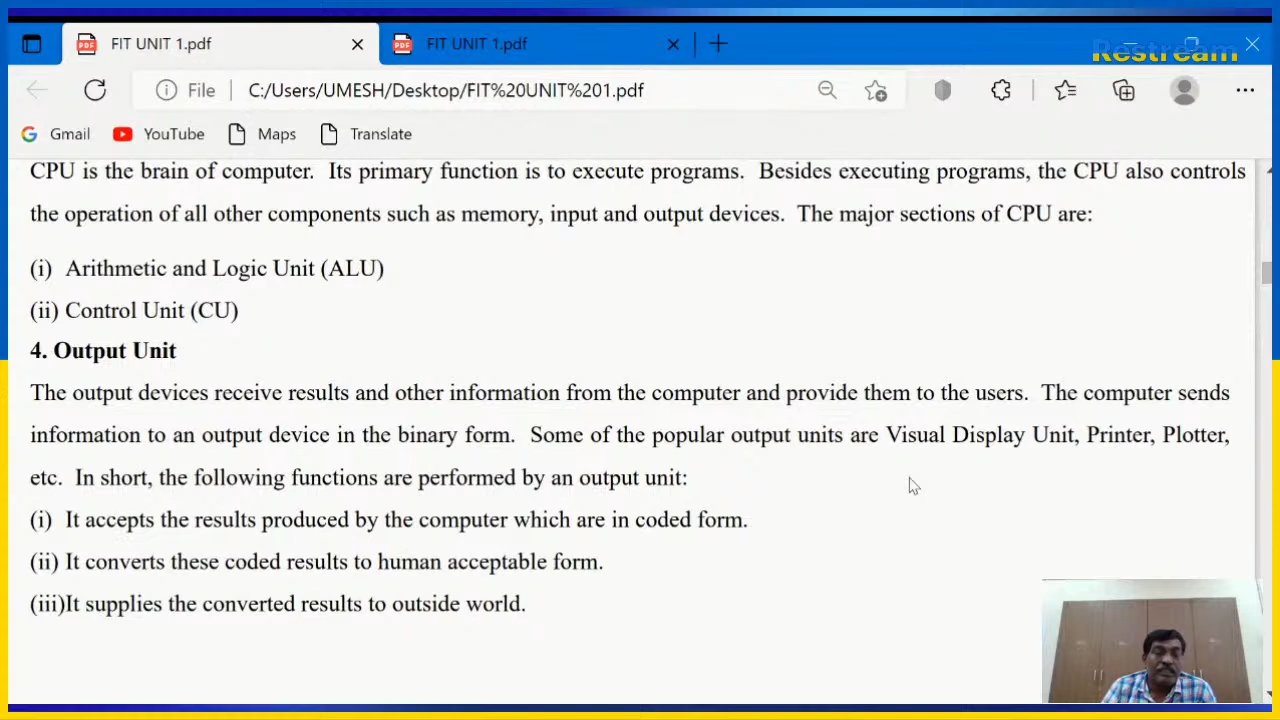 FIT UNIT 1.pdf
FIT UNIT 1.pdf
Restream
File
C:/Users/UMESH/Desktop/FIT%20UNIT%201.pdf
Gmail
YouTube
Maps
Translate
CPU is the brain of computer. Its primary function is to execute programs. Besides executing programs, the CPU also controls
the operation of all other components such as memory, input and output devices. The major sections of CPU are:
(i) Arithmetic and Logic Unit (ALU)
(ii) Control Unit (CU)
4. Output Unit
The output devices receive results and other information from the computer and provide them to the users. The computer sends
information to an output device in the binary form. Some of the popular output units are Visual Display Unit, Printer, Plotter,
etc. In short, the following functions are performed by an output unit:
(i) It accepts the results produced by the computer which are in coded form.
(ii) It converts these coded results to human acceptable form.
(iii)It supplies the converted results to outside world.